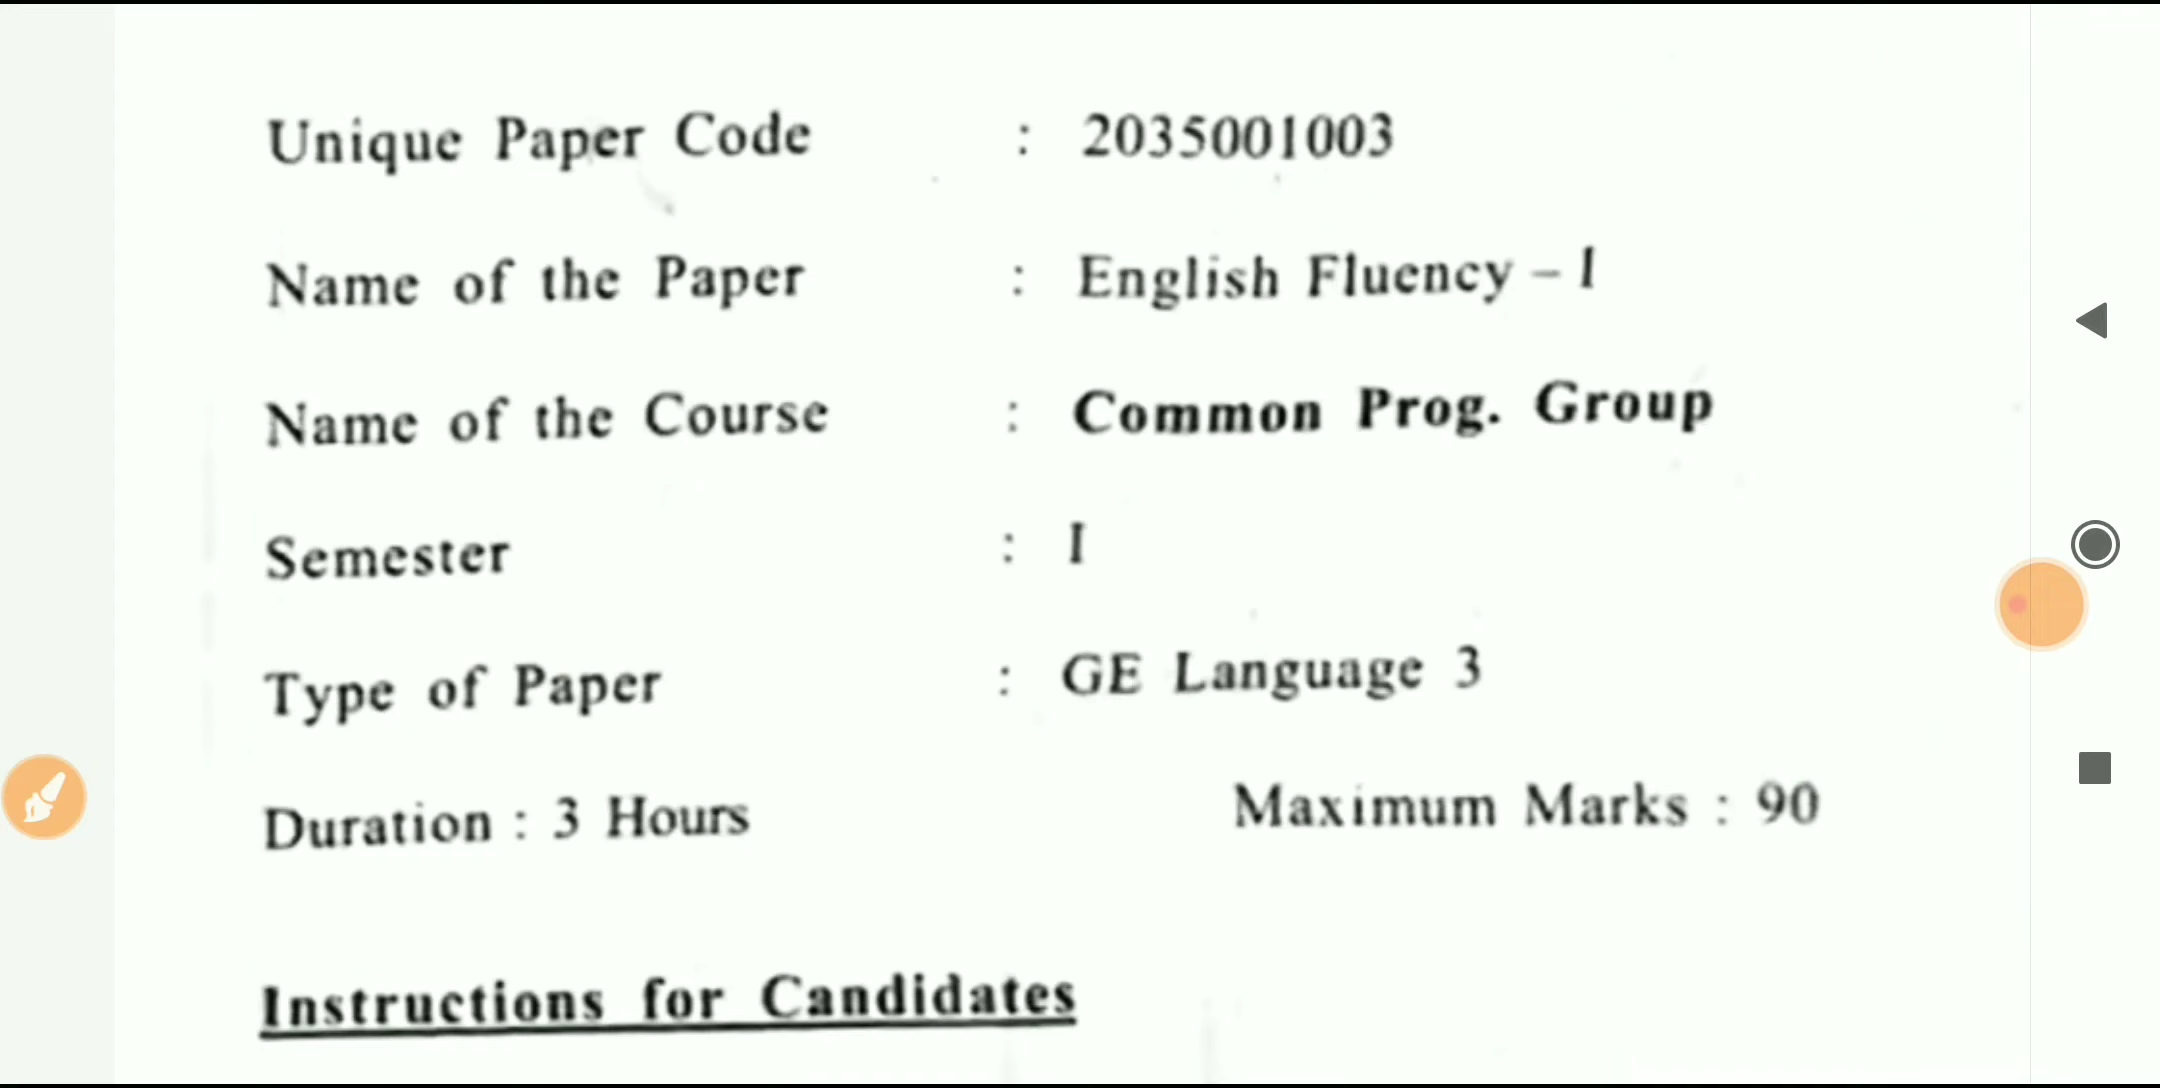 Unique Paper Code : 2035001003
Name of the Paper : English Fluency – I
Name of the Course : Common Prog. Group
Semester : I
Type of Paper : GE Language 3
Duration : 3 Hours Maximum Marks : 90
Instructions for Candidates